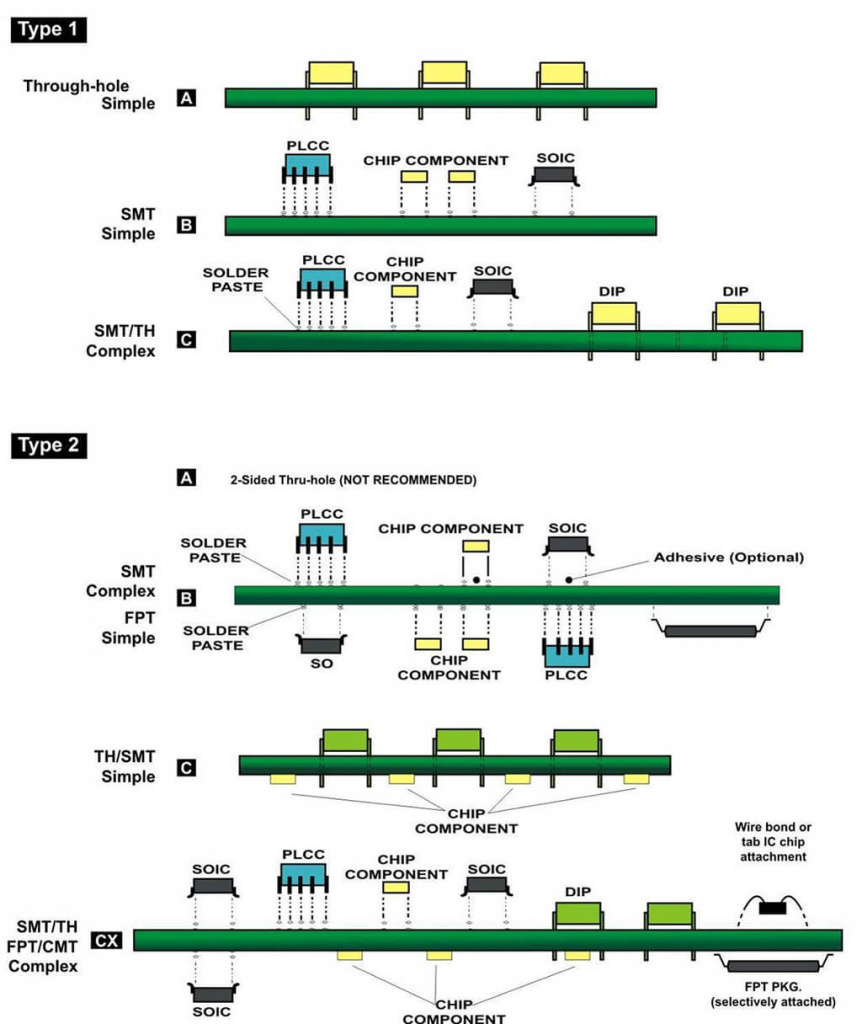 Type 1
Through-hole
Simple
A
PLCC
CHIP COMPONENT
SOIC
SMT
Simple
B
PLCC
CHIP
COMPONENT
SOIC
SOLDER
PASTE
DIP
DIP
SMT/TH
Complex
C
Type 2
A
2-Sided Thru-hole (NOT RECOMMENDED)
PLCC
CHIP COMPONENT
SOIC
SOLDER
PASTE
Adhesive (Optional)
SMT
Complex
B
FPT
Simple
SOLDER
PASTE
SO
CHIP
COMPONENT
PLCC
TH/SMT
Simple
C
CHIP
COMPONENT
Wire bond or
tab IC chip
attachment
SOIC
PLCC
CHIP
COMPONENT
SOIC
DIP
SMT/TH
FPT/CMT
Complex
CX
SOIC
CHIP
COMPONENT
FPT PKG.
(selectively attached)